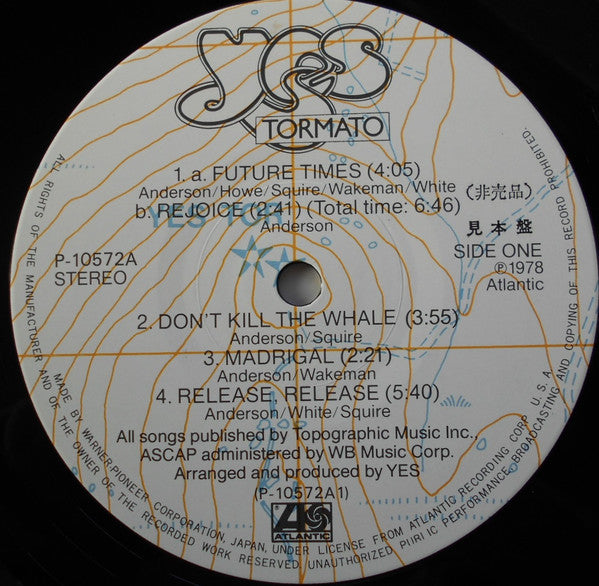 Yes
TORMATO
1. a. FUTURE TIMES (4:05)
Anderson/Howe/Squire/Wakeman/White
(非売品)
b. REJOICE (2:41) (Total time: 6:46)
Anderson
YES TOR
見本盤
P-10572A
STEREO
SIDE ONE
℗1978
Atlantic
2. DON'T KILL THE WHALE (3:55)
Anderson/Squire
3. MADRIGAL (2:21)
Anderson/Wakeman
4. RELEASE, RELEASE (5:40)
Anderson/White/Squire
All songs published by Topographic Music Inc.,
ASCAP administered by WB Music Corp.
Arranged and produced by YES
(P-10572A1)
ATLANTIC
MADE BY WARNER-PIONEER CORPORATION, JAPAN, UNDER LICENSE FROM ATLANTIC RECORDING CORP. U.S.A.
ALL RIGHTS OF THE MANUFACTURER AND OF THE OWNER OF THE RECORDED WORK RESERVED. UNAUTHORIZED PUBLIC PERFORMANCE, BROADCASTING AND COPYING OF THIS RECORD PROHIBITED.